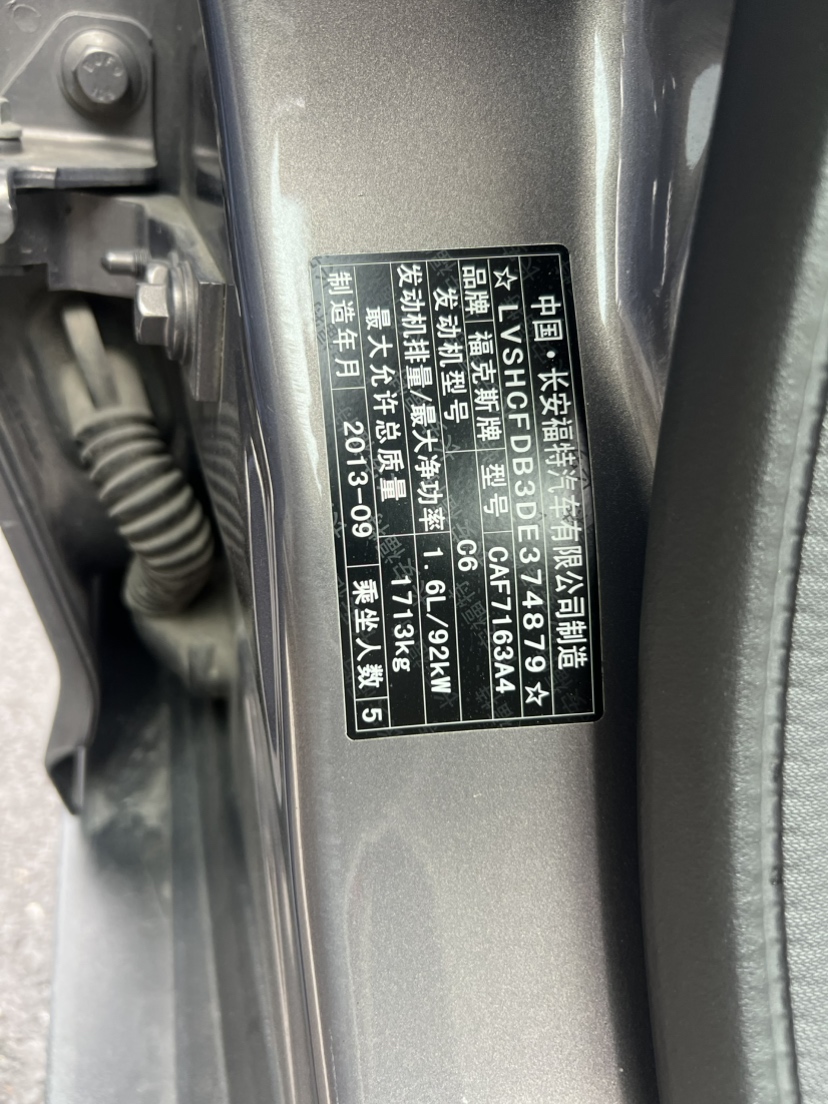 中国·长安福特汽车有限公司制造
☆LVSHCFDB3DE374879☆
品牌 福克斯牌 型号 CAF7163A4
发动机型号 C6
发动机排量/最大净功率 1.6L/92kW
最大允许总质量 1713kg
制造年月 2013-09 乘坐人数 5